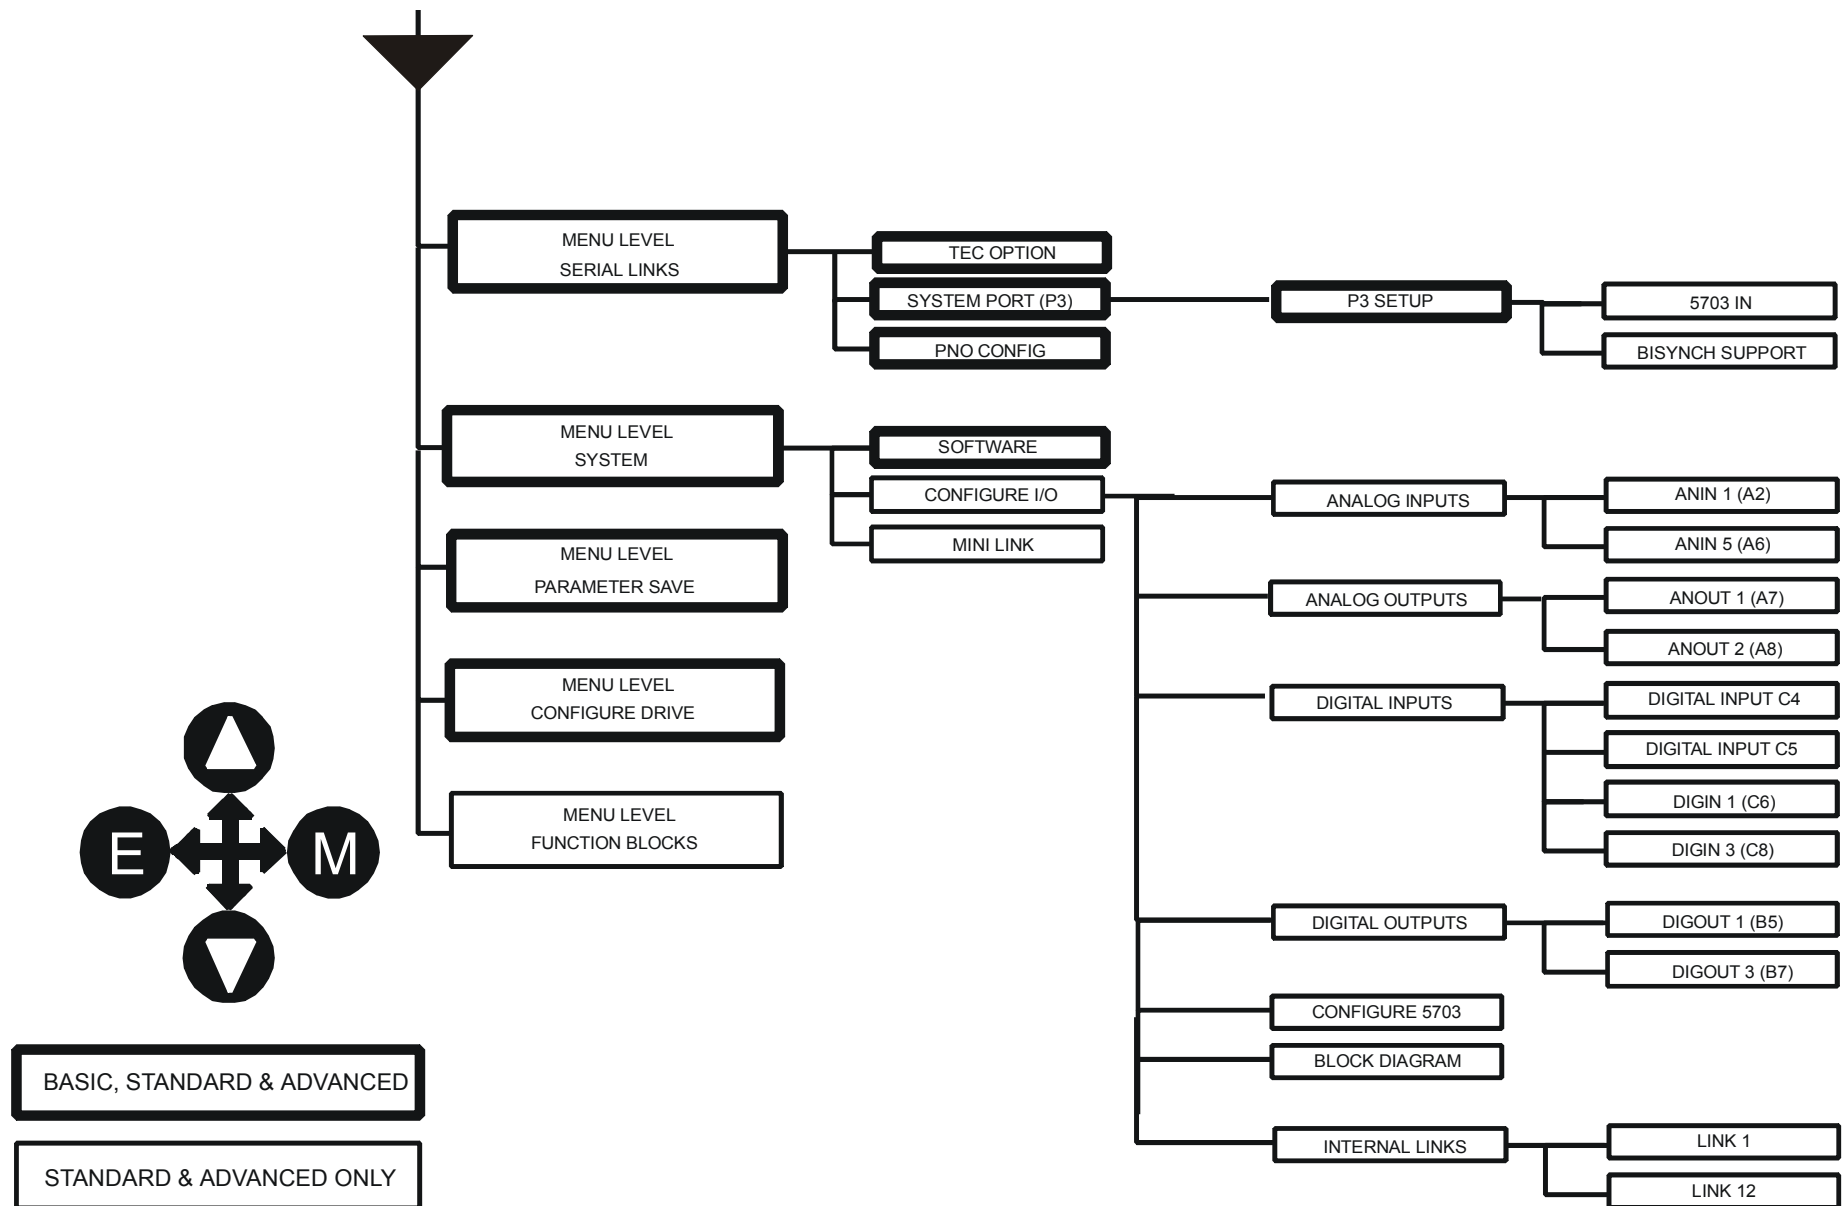 MENU LEVEL
SERIAL LINKS
TEC OPTION
SYSTEM PORT (P3)
PNO CONFIG
P3 SETUP
5703 IN
BISYNCH SUPPORT
MENU LEVEL
SYSTEM
SOFTWARE
CONFIGURE I/O
MINI LINK
ANALOG INPUTS
ANIN 1 (A2)
ANIN 5 (A6)
ANALOG OUTPUTS
ANOUT 1 (A7)
ANOUT 2 (A8)
DIGITAL INPUTS
DIGITAL INPUT C4
DIGITAL INPUT C5
DIGIN 1 (C6)
DIGIN 3 (C8)
DIGITAL OUTPUTS
DIGOUT 1 (B5)
DIGOUT 3 (B7)
CONFIGURE 5703
BLOCK DIAGRAM
INTERNAL LINKS
LINK 1
LINK 12
MENU LEVEL
PARAMETER SAVE
MENU LEVEL
CONFIGURE DRIVE
MENU LEVEL
FUNCTION BLOCKS
E
M
BASIC, STANDARD & ADVANCED
STANDARD & ADVANCED ONLY